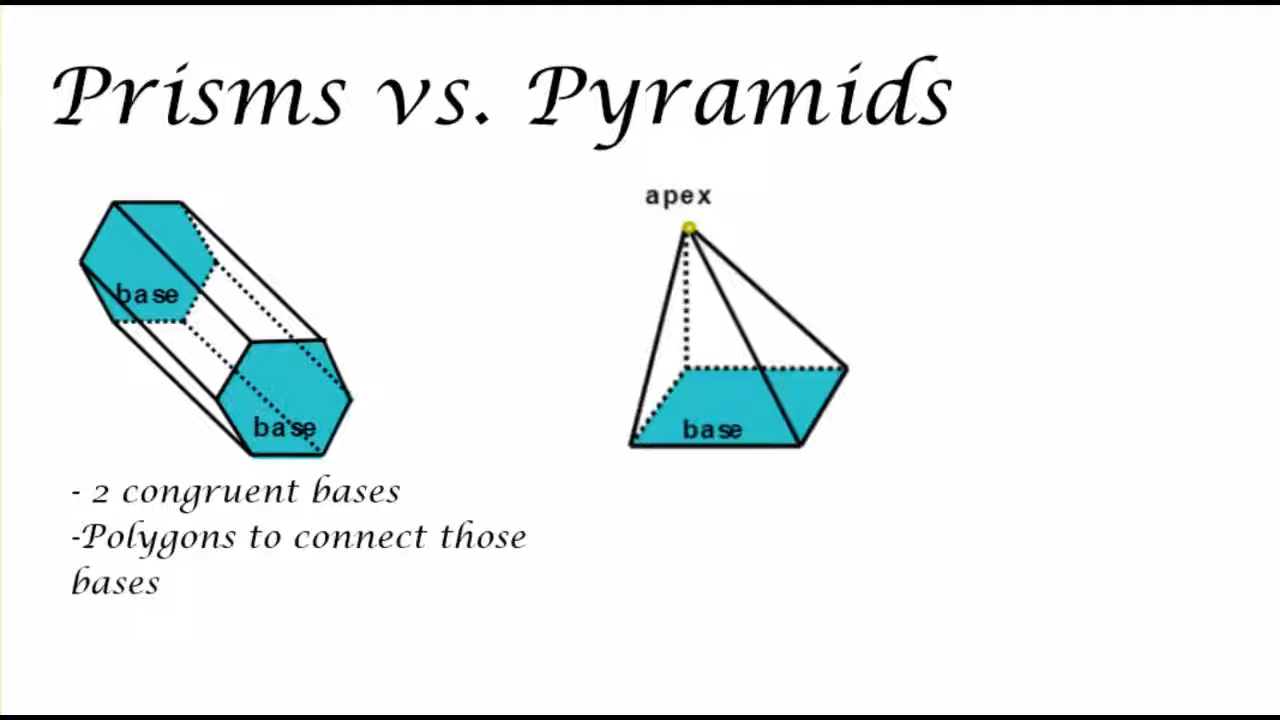 Prisms vs. Pyramids
apex
base
base
base
- 2 congruent bases
-Polygons to connect those
bases